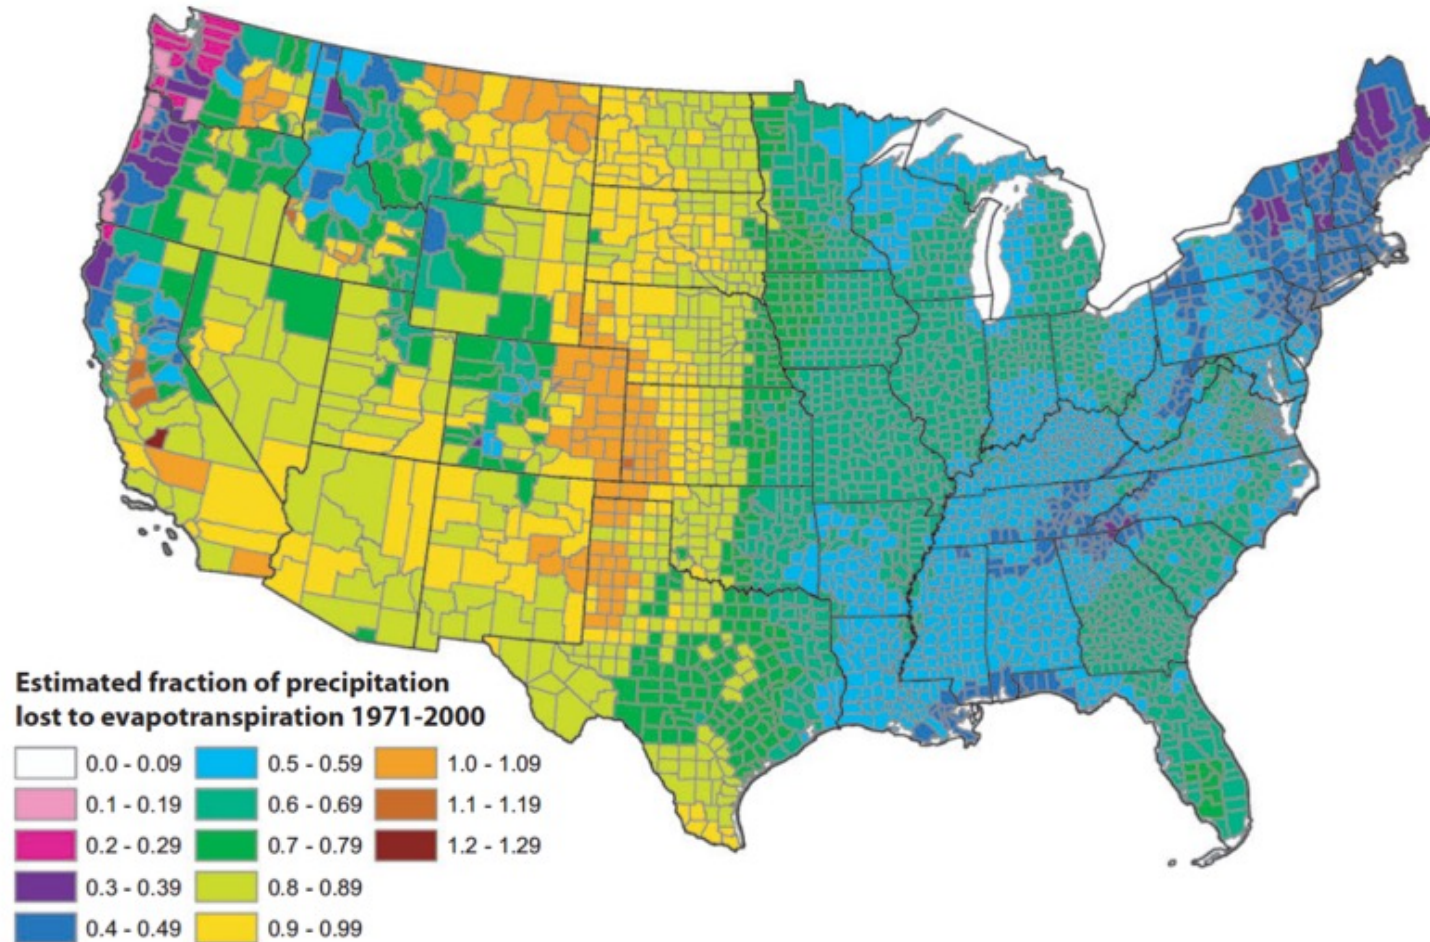 Estimated fraction of precipitation
lost to evapotranspiration 1971-2000
0.0 - 0.09
0.1 - 0.19
0.2 - 0.29
0.3 - 0.39
0.4 - 0.49
0.5 - 0.59
0.6 - 0.69
0.7 - 0.79
0.8 - 0.89
0.9 - 0.99
1.0 - 1.09
1.1 - 1.19
1.2 - 1.29